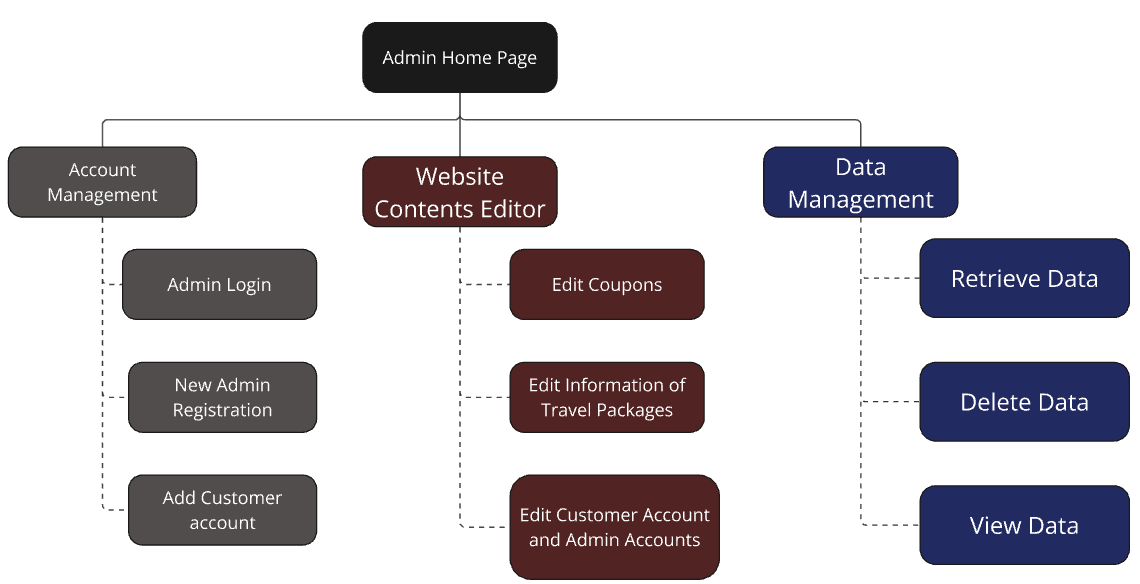 Admin Home Page
Account
Management
Website
Contents Editor
Data
Management
Admin Login
Edit Coupons
Retrieve Data
New Admin
Registration
Edit Information of
Travel Packages
Delete Data
Add Customer
account
Edit Customer Account
and Admin Accounts
View Data